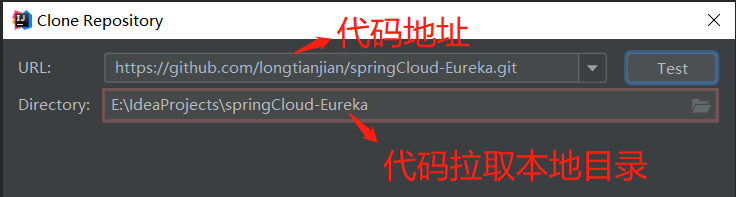 Clone Repository
代码地址
URL: https://github.com/longtianjian/springCloud-Eureka.git Test
Directory: E:\IdeaProjects\springCloud-Eureka
代码拉取本地目录